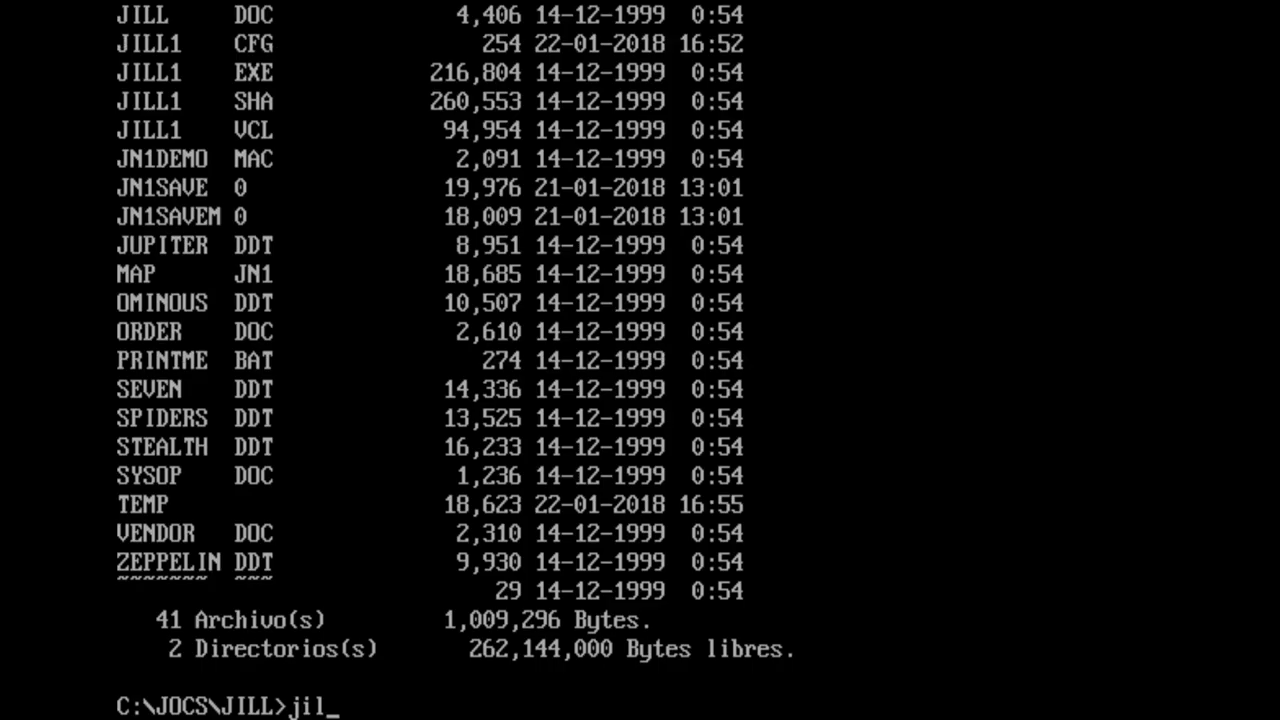 JILL     DOC              4,406 14-12-1999  0:54
JILL1    CFG                254 22-01-2018 16:52
JILL1    EXE            216,804 14-12-1999  0:54
JILL1    SHA            260,553 14-12-1999  0:54
JILL1    VCL             94,954 14-12-1999  0:54
JN1DEMO  MAC              2,091 14-12-1999  0:54
JN1SAVE  0               19,976 21-01-2018 13:01
JN1SAVEM 0               18,009 21-01-2018 13:01
JUPITER  DDT              8,951 14-12-1999  0:54
MAP      JN1             18,685 14-12-1999  0:54
OMINOUS  DDT             10,507 14-12-1999  0:54
ORDER    DOC              2,610 14-12-1999  0:54
PRINTME  BAT                274 14-12-1999  0:54
SEVEN    DDT             14,336 14-12-1999  0:54
SPIDERS  DDT             13,525 14-12-1999  0:54
STEALTH  DDT             16,233 14-12-1999  0:54
SYSOP    DOC              1,236 14-12-1999  0:54
TEMP                     18,623 22-01-2018 16:55
VENDOR   DOC              2,310 14-12-1999  0:54
ZEPPELIN DDT              9,930 14-12-1999  0:54
~~~~~~~  ~~~                 29 14-12-1999  0:54
   41 Archivo(s)         1,009,296 Bytes.
    2 Directorios(s)       262,144,000 Bytes libres.
C:\JOCS\JILL>jil_